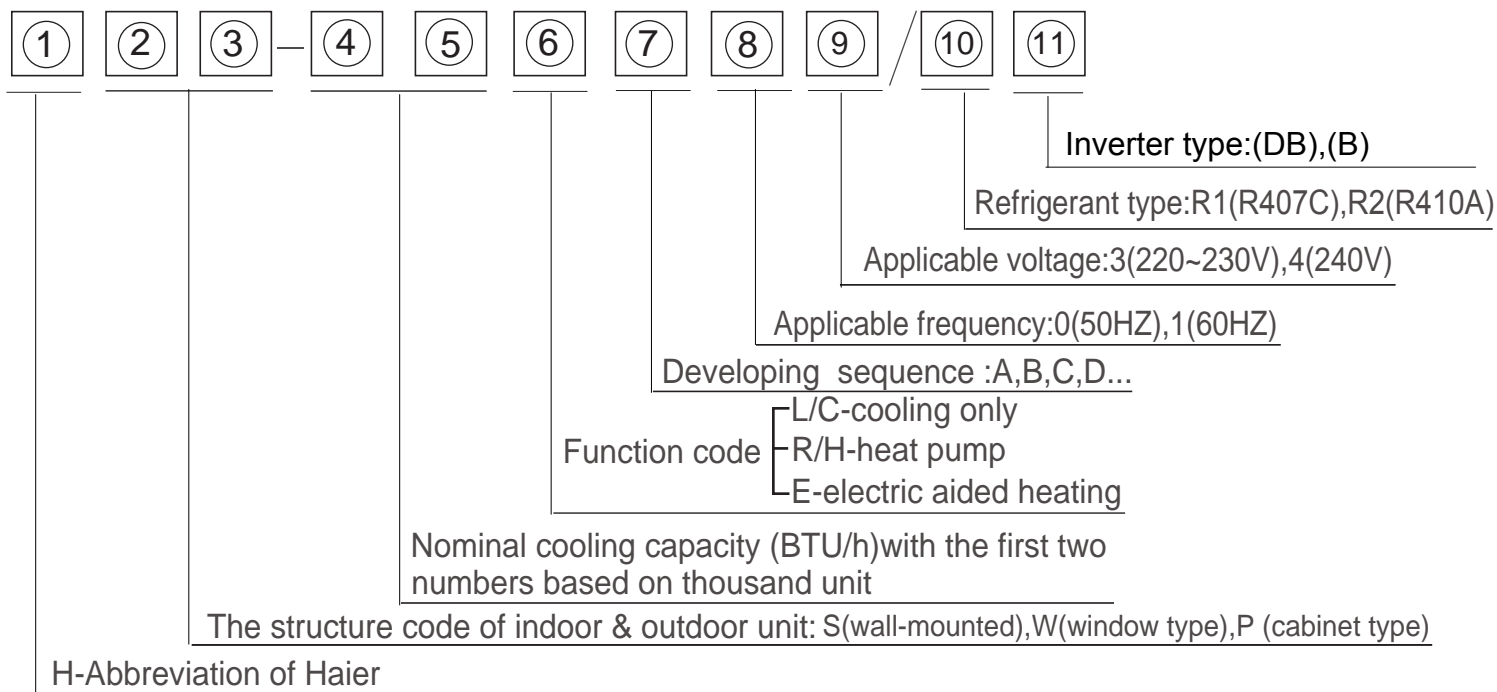 ① ② ③ — ④ ⑤ ⑥ ⑦ ⑧ ⑨ / ⑩ ⑪
Inverter type:(DB),(B)
Refrigerant type:R1(R407C),R2(R410A)
Applicable voltage:3(220~230V),4(240V)
Applicable frequency:0(50HZ),1(60HZ)
Developing sequence :A,B,C,D...
L/C-cooling only
Function code
R/H-heat pump
E-electric aided heating
Nominal cooling capacity (BTU/h)with the first two
numbers based on thousand unit
The structure code of indoor & outdoor unit: S(wall-mounted),W(window type),P (cabinet type)
H-Abbreviation of Haier